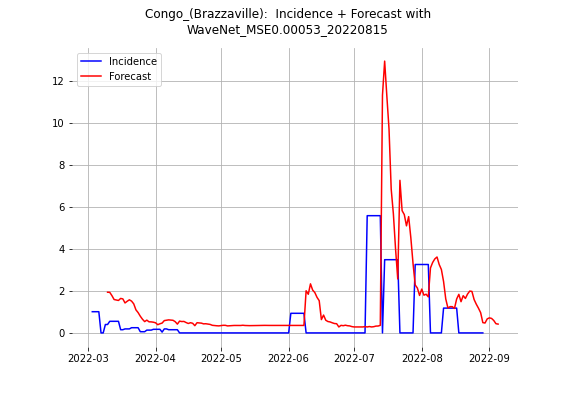 Congo_(Brazzaville):  Incidence + Forecast with
WaveNet_MSE0.00053_20220815
Incidence
Forecast
12
10
8
6
4
2
0
2022-03 2022-04 2022-05 2022-06 2022-07 2022-08 2022-09